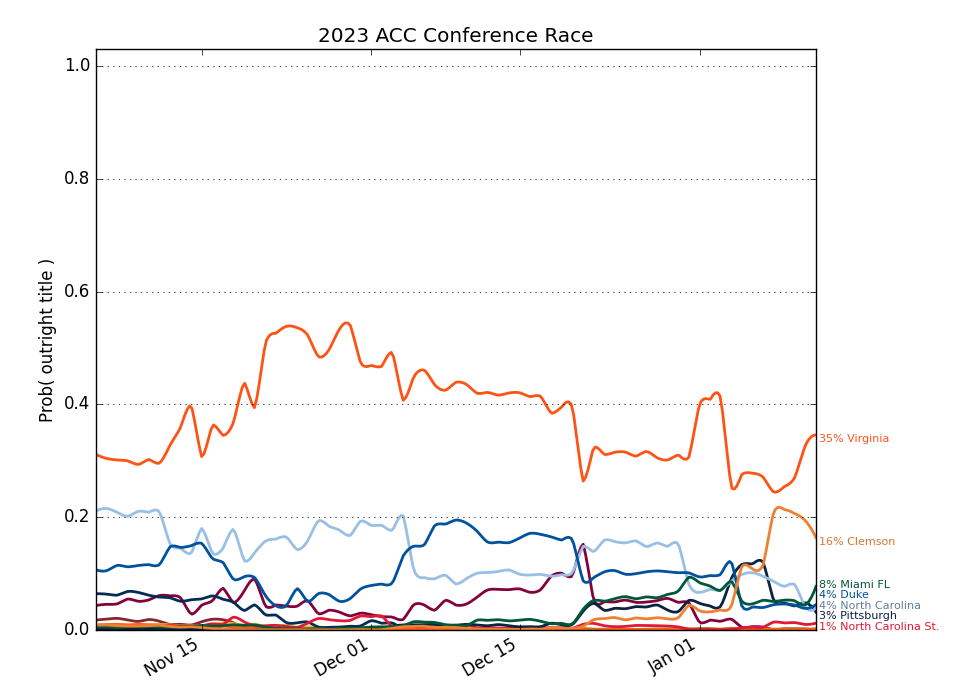 2023 ACC Conference Race
Prob( outright title )
1.0
0.8
0.6
0.4
0.2
0.0
Nov 15
Dec 01
Dec 15
Jan 01
35% Virginia
16% Clemson
8% Miami FL
4% Duke
4% North Carolina
3% Pittsburgh
1% North Carolina St.